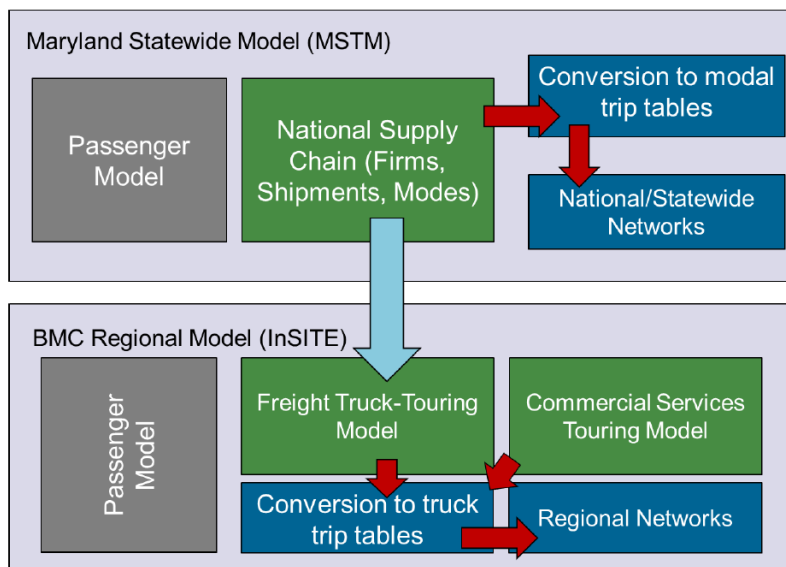 Maryland Statewide Model (MSTM)
Passenger
Model
National Supply
Chain (Firms,
Shipments, Modes)
Conversion to modal
trip tables
National/Statewide
Networks
BMC Regional Model (InSITE)
Passenger
Model
Freight Truck-Touring
Model
Commercial Services
Touring Model
Conversion to truck
trip tables
Regional Networks